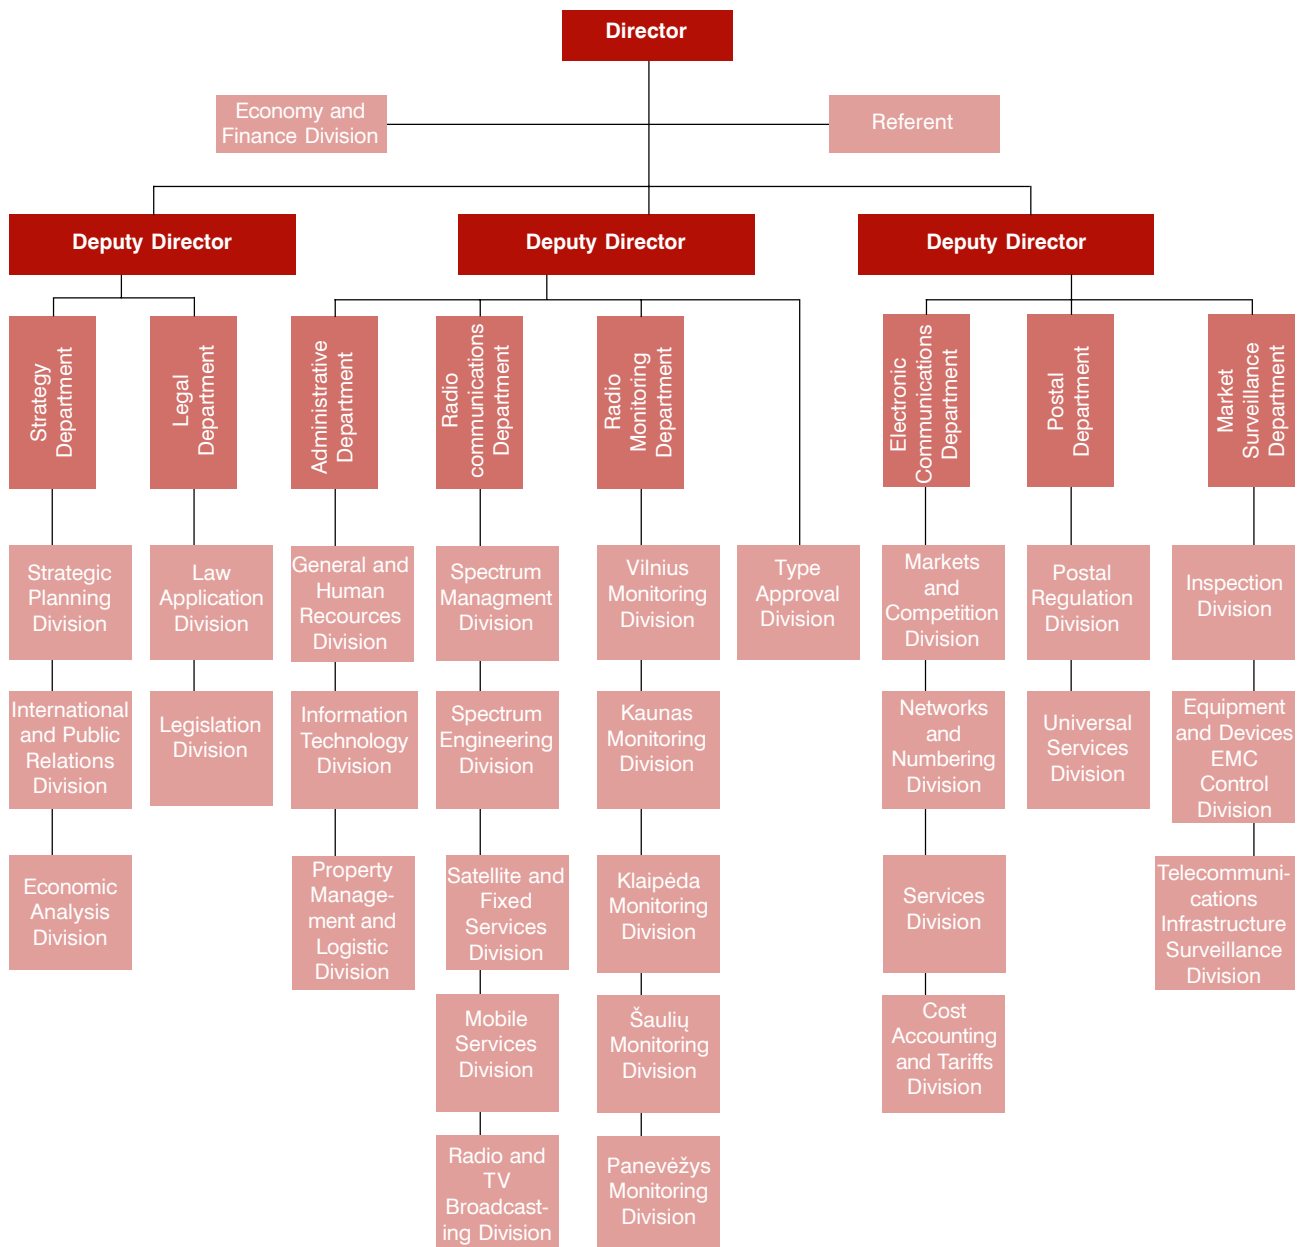 Director
Economy and
Finance Division
Referent
Deputy Director
Deputy Director
Deputy Director
Strategy
Department
Legal
Department
Administrative
Department
Radio
communications
Department
Radio
Monitoring
Department
Electronic
Communications
Department
Postal
Department
Market
Surveillance
Department
Strategic
Planning
Division
Law
Application
Division
General and
Human
Recources
Division
Spectrum
Managment
Division
Vilnius
Monitoring
Division
Type
Approval
Division
Markets
and
Competition
Division
Postal
Regulation
Division
Inspection
Division
International
and Public
Relations
Division
Legislation
Division
Information
Technology
Division
Spectrum
Engineering
Division
Kaunas
Monitoring
Division
Networks
and
Numbering
Division
Universal
Services
Division
Equipment
and Devices
EMC
Control
Division
Economic
Analysis
Division
Property
Manage-
ment and
Logistic
Division
Satellite and
Fixed
Services
Division
Klaipėda
Monitoring
Division
Services
Division
Telecommuni-
cations
Infrastructure
Surveillance
Division
Mobile
Services
Division
Šaulių
Monitoring
Division
Cost
Accounting
and Tariffs
Division
Radio and
TV
Broadcast-
ing Division
Panevėžys
Monitoring
Division